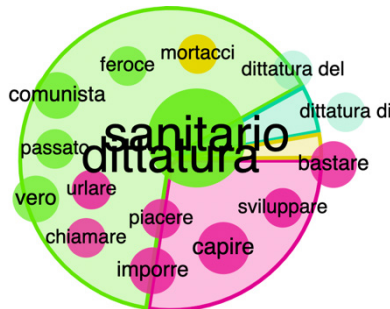 mortacci
feroce
dittatura del
comunista
dittatura di
sanitario
dittatura
passato
bastare
urlare
vero
sviluppare
piacere
chiamare
capire
imporre